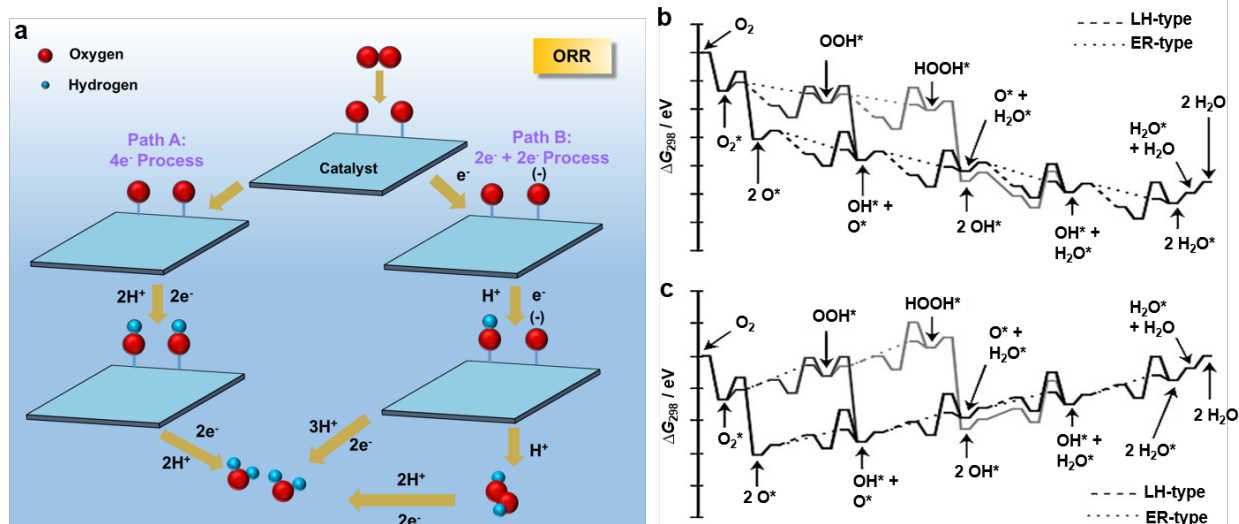 a
Oxygen
Hydrogen
ORR
Path A:
4e⁻ Process
Catalyst
Path B:
2e⁻ + 2e⁻ Process
e⁻
(-)
2H⁺ 2e⁻
H⁺ e⁻
(-)
2e⁻
2H⁺
3H⁺
2e⁻
H⁺
2H⁺
2e⁻
b
LH-type
ER-type
ΔG₂₉₈ / eV
O₂
O₂*
2 O*
OOH*
OH* +
O*
HOOH*
O* +
H₂O*
2 OH*
OH* +
H₂O*
H₂O*
+ H₂O
2 H₂O
2 H₂O*
c
ΔG₂₉₈ / eV
O₂
O₂*
2 O*
OOH*
OH* +
O*
HOOH*
O* +
H₂O*
2 OH*
OH* +
H₂O*
H₂O*
+ H₂O
2 H₂O*
2 H₂O
LH-type
ER-type